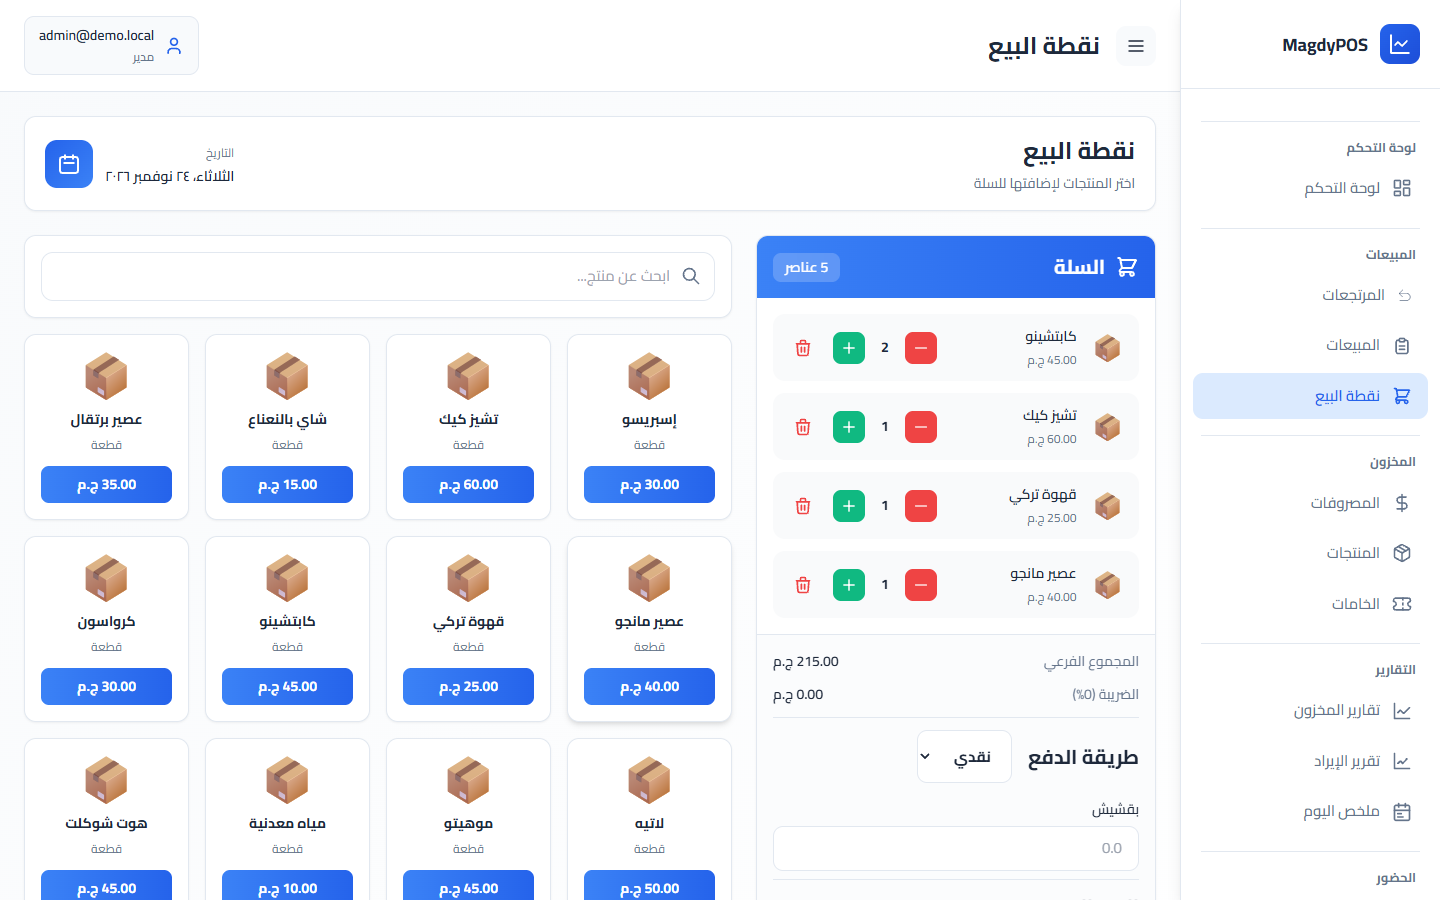 MagdyPOS
لوحة التحكم
لوحة التحكم
المبيعات
المرتجعات
المبيعات
نقطة البيع
المخزون
المصروفات
المنتجات
الخامات
التقارير
تقارير المخزون
تقرير الإيراد
ملخص اليوم
الحضور
نقطة البيع
admin@demo.local
مدير
نقطة البيع
اختر المنتجات لإضافتها للسلة
التاريخ
الثلاثاء، ٢٤ نوفمبر ٢٠٢٦
السلة
5 عناصر
كابتشينو
45.00 ج.م
2
تشيز كيك
60.00 ج.م
1
قهوة تركي
25.00 ج.م
1
عصير مانجو
40.00 ج.م
1
المجموع الفرعي 215.00 ج.م
الضريبة (0%) 0.00 ج.م
طريقة الدفع نقدي
بقشيش
0.0
ابحث عن منتج...
إسبريسو
قطعة
30.00 ج.م
تشيز كيك
قطعة
60.00 ج.م
شاي بالنعناع
قطعة
15.00 ج.م
عصير برتقال
قطعة
35.00 ج.م
عصير مانجو
قطعة
40.00 ج.م
قهوة تركي
قطعة
25.00 ج.م
كابتشينو
قطعة
45.00 ج.م
كرواسون
قطعة
30.00 ج.م
لاتيه
قطعة
50.00 ج.م
موهيتو
قطعة
45.00 ج.م
مياه معدنية
قطعة
10.00 ج.م
هوت شوكلت
قطعة
45.00 ج.م